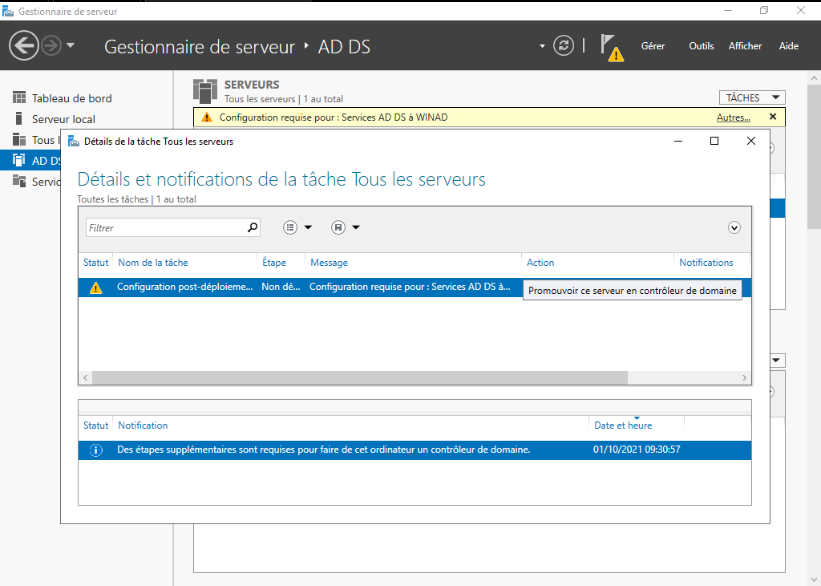 Gestionnaire de serveur
Gestionnaire de serveur ‣ AD DS
Gérer Outils Afficher Aide
Tableau de bord
Serveur local
Tous l
AD DS
Servic
SERVEURS
Tous les serveurs | 1 au total
TÂCHES
Configuration requise pour : Services AD DS à WINAD
Autres...
Détails de la tâche Tous les serveurs
Détails et notifications de la tâche Tous les serveurs
Toutes les tâches | 1 au total
Filtrer
Statut Nom de la tâche Étape Message Action Notifications
Configuration post-déploieme... Non dé... Configuration requise pour : Services AD DS à... Promouvoir ce serveur en contrôleur de domaine
Statut Notification Date et heure
Des étapes supplémentaires sont requises pour faire de cet ordinateur un contrôleur de domaine. 01/10/2021 09:30:57